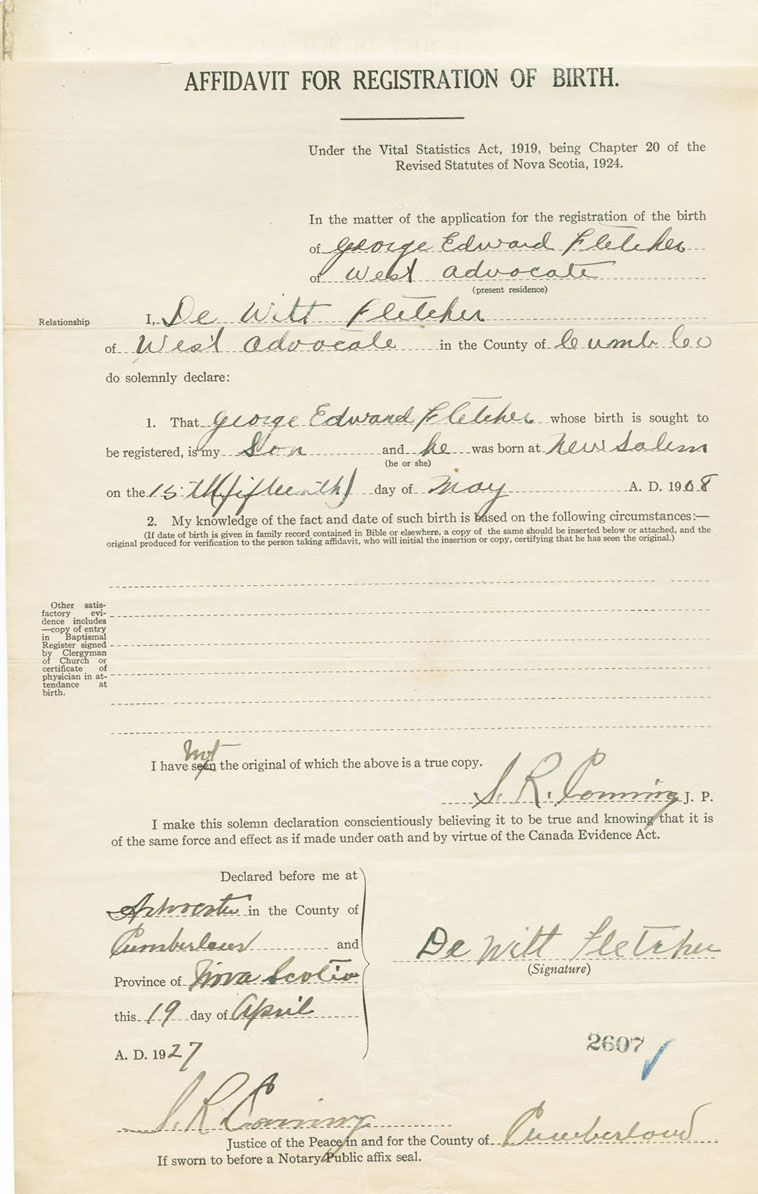 AFFIDAVIT FOR REGISTRATION OF BIRTH.
Under the Vital Statistics Act, 1919, being Chapter 20 of the
Revised Statutes of Nova Scotia, 1924.
In the matter of the application for the registration of the birth
of George Edward Fletcher
of West Advocate
(present residence)
Relationship
I, De Witt Fletcher
of West Advocate in the County of
do solemnly declare:
1. That George Edward Fletcher whose birth is sought to
be registered, is my Son and he was born at New Salem
(he or she)
on the 15th (fifteenth) day of May A. D. 1908
2. My knowledge of the fact and date of such birth is based on the following circumstances:—
(If date of birth is given in family record contained in Bible or elsewhere, a copy of the same should be inserted below or attached, and the
original produced for verification to the person taking affidavit, who will initial the insertion or copy, certifying that he has seen the original.)
Other satis-
factory evi-
dence includes
—copy of entry
in Baptismal
Register signed
by Clergyman
of Church or
certificate of
physician in at-
tendance at
birth.
I have not seen the original of which the above is a true copy.
S. R. Conning J. P.
I make this solemn declaration conscientiously believing it to be true and knowing that it is
of the same force and effect as if made under oath and by virtue of the Canada Evidence Act.
Declared before me at
Advocate in the County of
Cumberland and
Province of Nova Scotia
this 19 day of April
A. D. 1927
De Witt Fletcher
(Signature)
2607
S. R. Conning
Justice of the Peace in and for the County of Cumberland
If sworn to before a Notary Public affix seal.